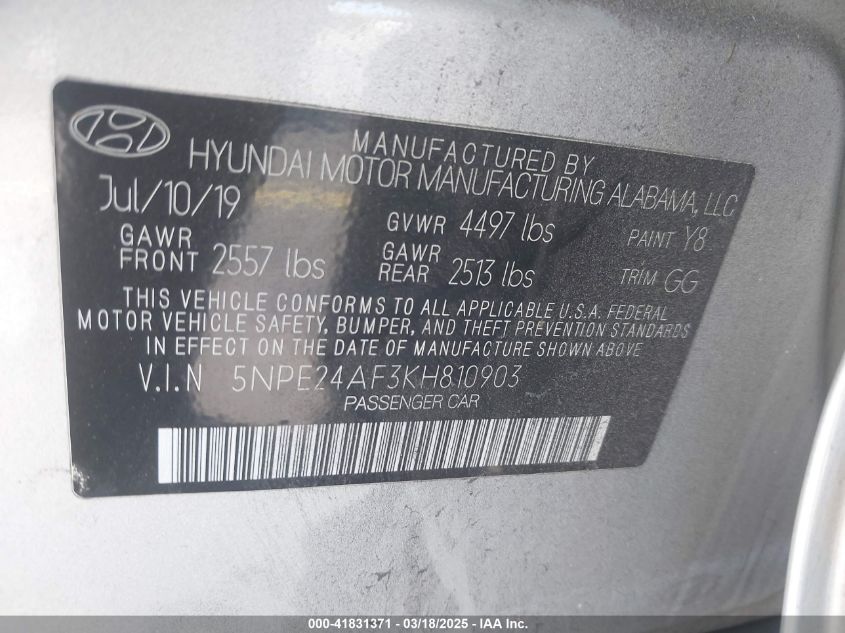 MANUFACTURED BY
HYUNDAI MOTOR MANUFACTURING ALABAMA, LLC
Jul/10/19 GVWR 4497 lbs PAINT Y8
GAWR FRONT 2557 lbs GAWR REAR 2513 lbs TRIM GG
THIS VEHICLE CONFORMS TO ALL APPLICABLE U.S.A. FEDERAL
MOTOR VEHICLE SAFETY, BUMPER, AND THEFT PREVENTION STANDARDS
IN EFFECT ON THE DATE OF MANUFACTURE SHOWN ABOVE
V.I.N 5NPE24AF3KH810903
PASSENGER CAR
000-41831371 - 03/18/2025 - IAA Inc.